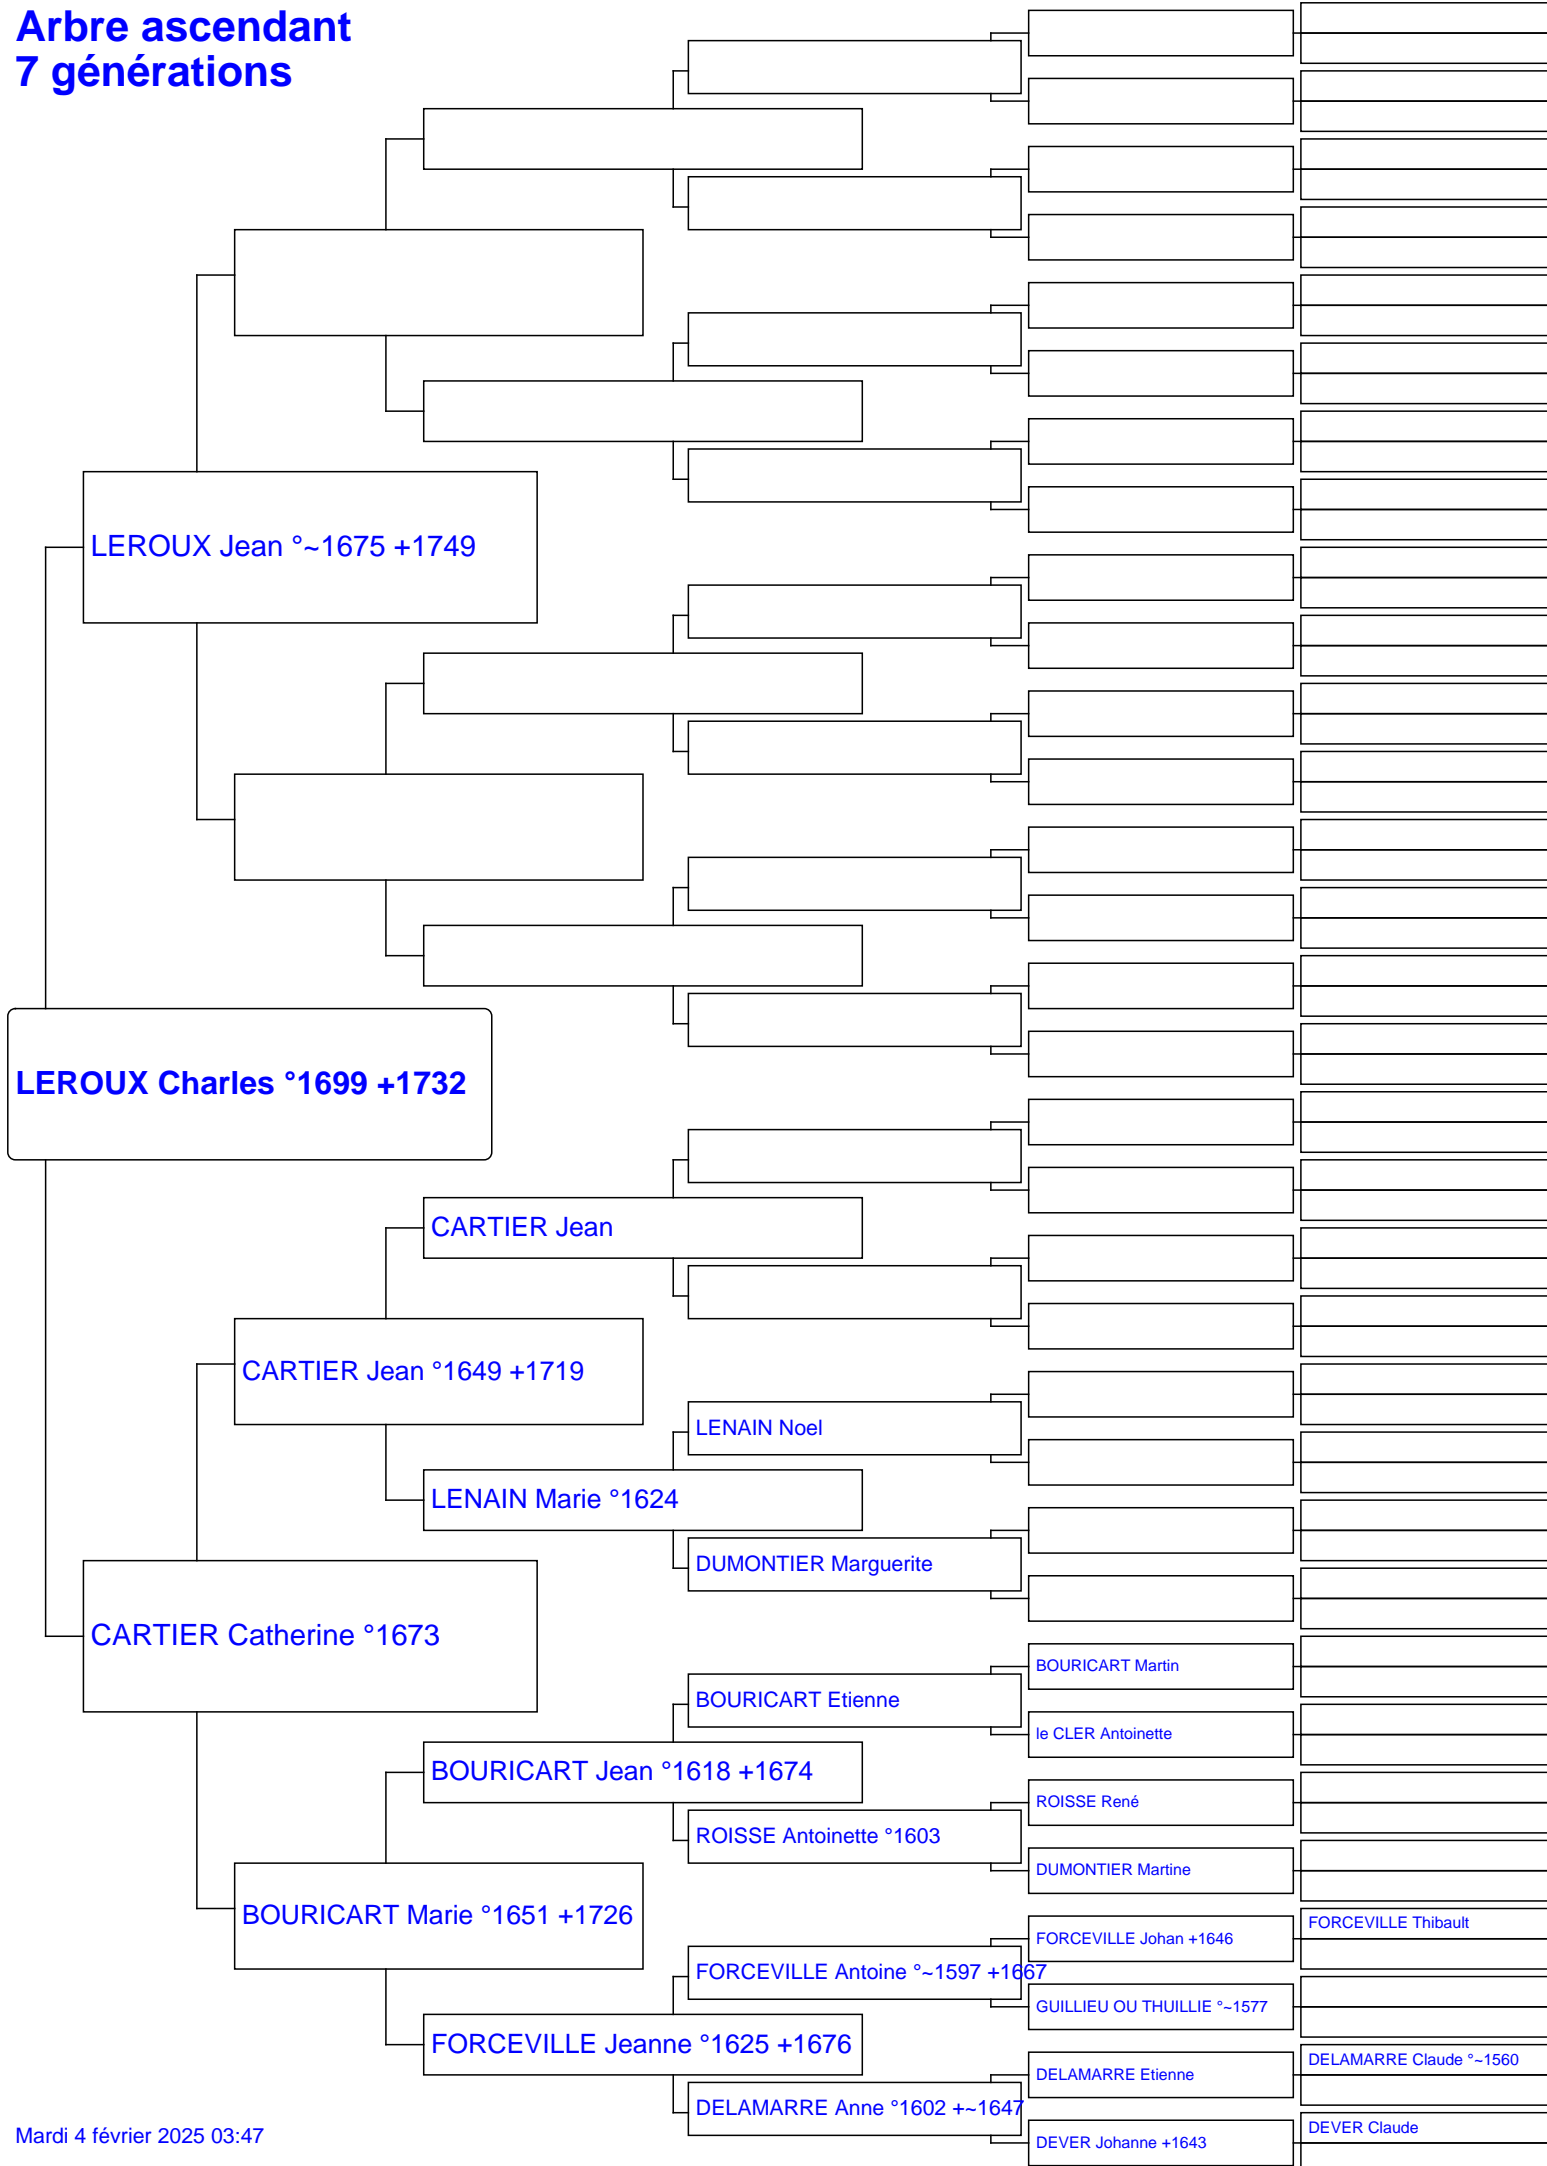 Arbre ascendant
7 générations
LEROUX Jean °~1675 +1749
LEROUX Charles °1699 +1732
CARTIER Jean
CARTIER Jean °1649 +1719
LENAIN Noel
LENAIN Marie °1624
DUMONTIER Marguerite
CARTIER Catherine °1673
BOURICART Martin
BOURICART Etienne
le CLER Antoinette
BOURICART Jean °1618 +1674
ROISSE René
ROISSE Antoinette °1603
DUMONTIER Martine
BOURICART Marie °1651 +1726
FORCEVILLE Thibault
FORCEVILLE Johan +1646
FORCEVILLE Antoine °~1597 +1667
GUILLIEU OU THUILLIE °~1577
FORCEVILLE Jeanne °1625 +1676
DELAMARRE Claude °~1560
DELAMARRE Etienne
DELAMARRE Anne °1602 +~1647
DEVER Claude
DEVER Johanne +1643
Mardi 4 février 2025 03:47